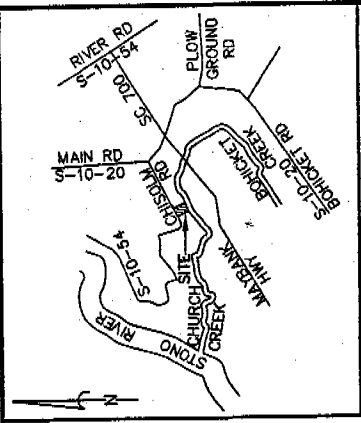 RIVER RD
S-10-54
SC 700
PLOW
GROUND
RD
MAIN RD
S-10-20
CHISOLM
RD
BOHICKET
CREEK
S-10-20
BOHICKET RD
S-10-54
SITE
CHURCH
CREEK
MAYBANK
HWY
STONO
RIVER
N